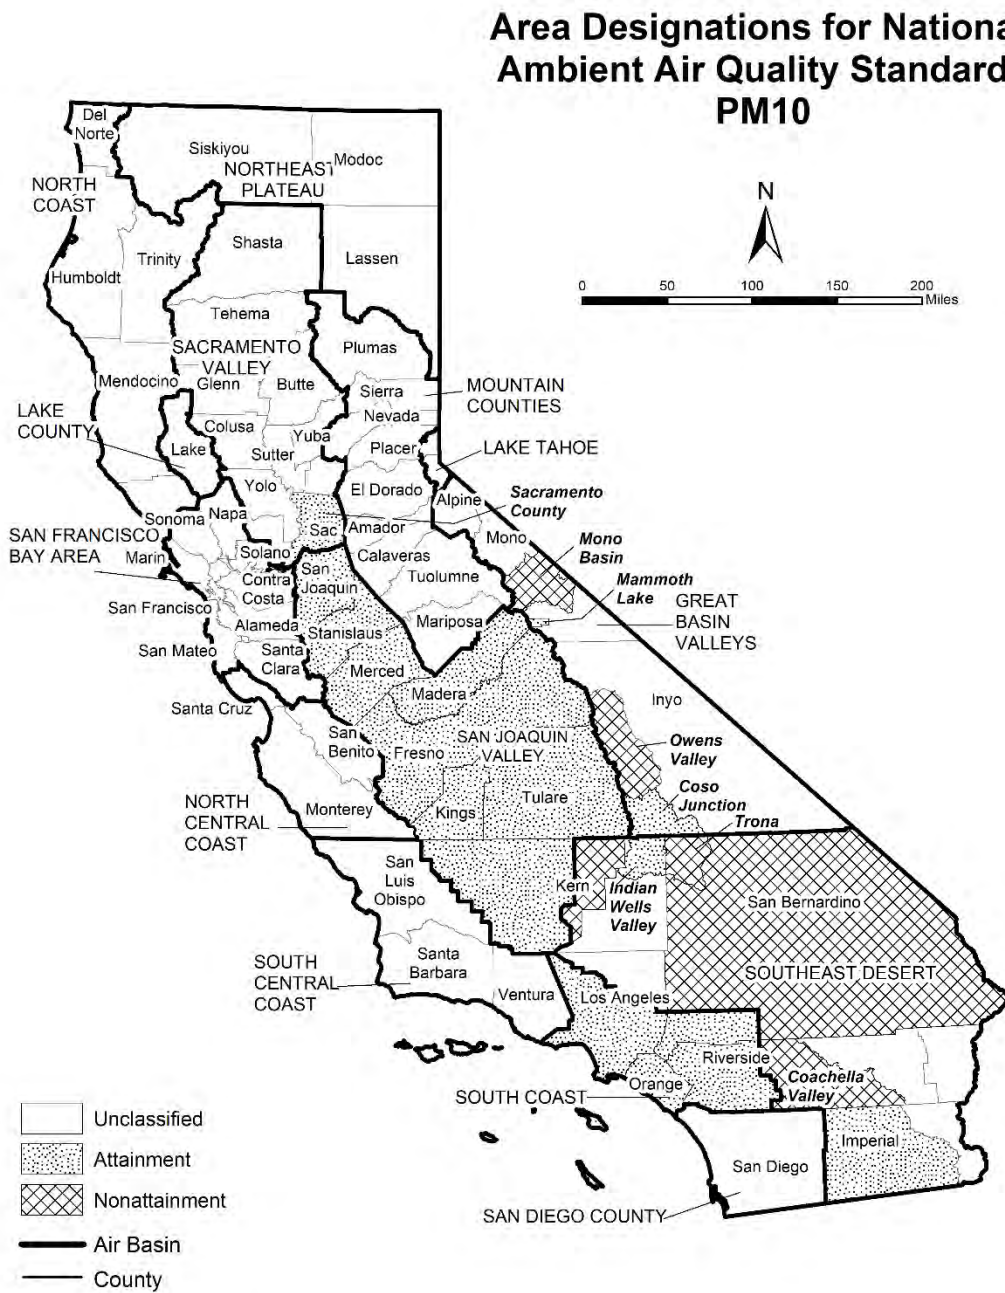 Area Designations for Nationa
Ambient Air Quality Standard
PM10
N
0 50 100 150 200
Miles
Del
Norte
Siskiyou
Modoc
NORTHEAST
PLATEAU
NORTH
COAST
Shasta
Trinity
Lassen
Humboldt
Tehema
SACRAMENTO
VALLEY
Plumas
Mendocino
Glenn
Butte
Sierra
MOUNTAIN
COUNTIES
Nevada
LAKE
COUNTY
Colusa
Yuba
Lake
Sutter
Placer
LAKE TAHOE
Yolo
El Dorado
Alpine
Sacramento
County
Sonoma
Napa
Sac
Amador
Mono
Mono
Basin
SAN FRANCISCO
BAY AREA
Marin
Solano
Calaveras
San
Joaquin
Contra
Costa
Tuolumne
Mammoth
Lake
GREAT
BASIN
VALLEYS
San Francisco
Alameda
Stanislaus
Mariposa
San Mateo
Santa
Clara
Merced
Madera
Inyo
Santa Cruz
San
Benito
Fresno
SAN JOAQUIN
VALLEY
Owens
Valley
Coso
Junction
Trona
NORTH
CENTRAL
COAST
Monterey
Kings
Tulare
San
Luis
Obispo
Kern
Indian
Wells
Valley
San Bernardino
SOUTH
CENTRAL
COAST
Santa
Barbara
Ventura
SOUTHEAST DESERT
Los Angeles
Riverside
Orange
Coachella
Valley
SOUTH COAST
Imperial
San Diego
SAN DIEGO COUNTY
Unclassified
Attainment
Nonattainment
Air Basin
County